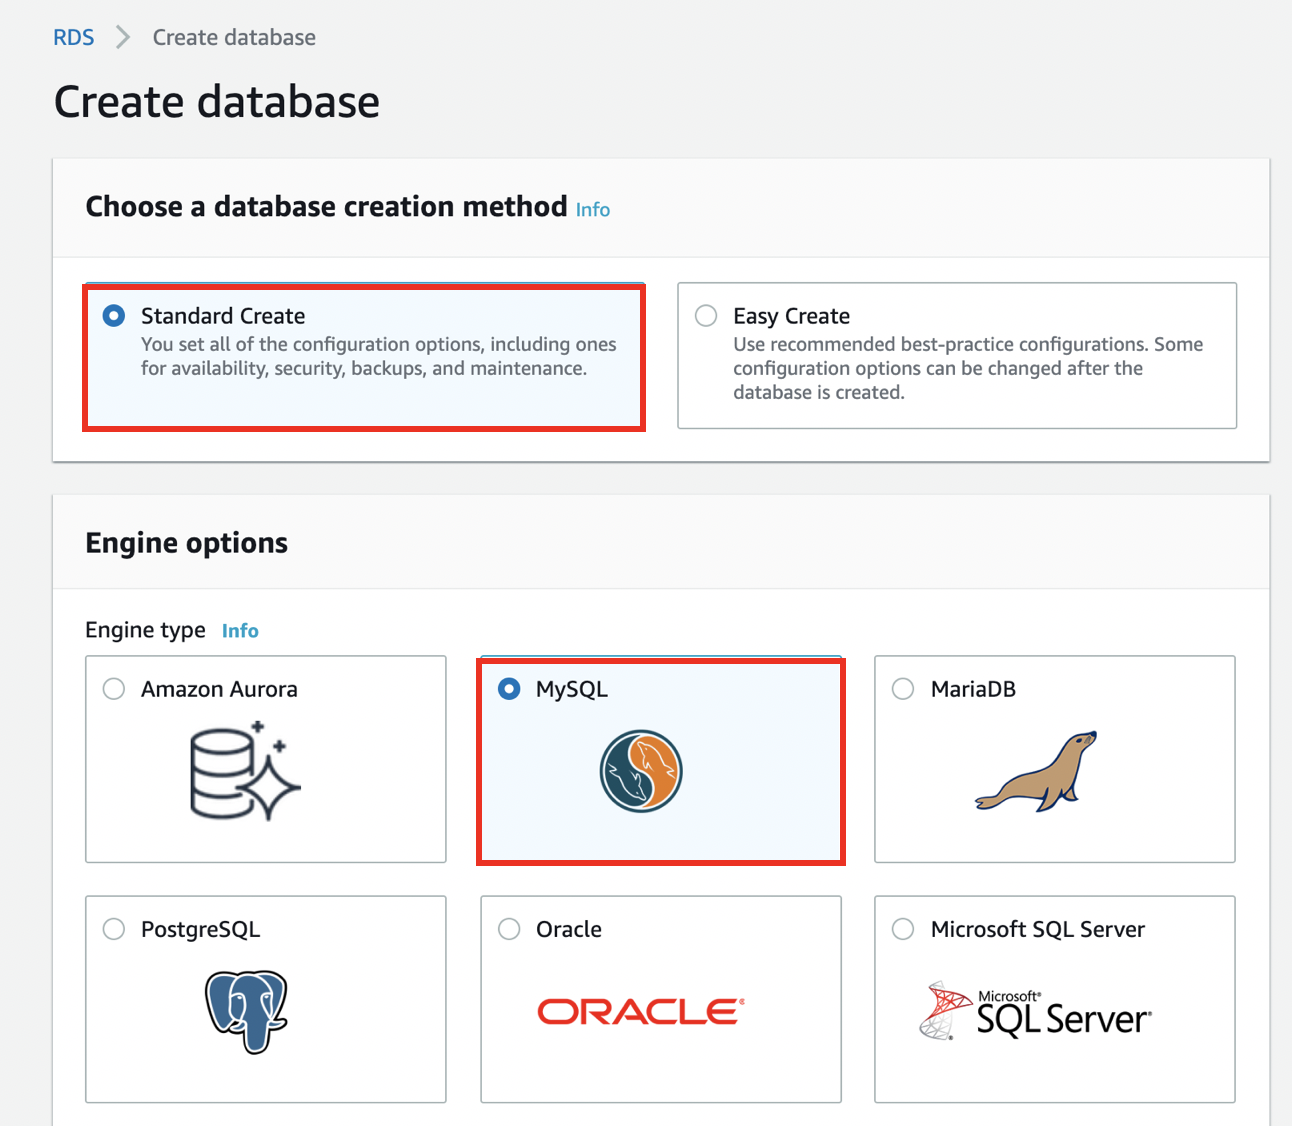 RDS > Create database
Create database
Choose a database creation method Info
Standard Create
You set all of the configuration options, including ones
for availability, security, backups, and maintenance.
Easy Create
Use recommended best-practice configurations. Some
configuration options can be changed after the
database is created.
Engine options
Engine type Info
Amazon Aurora
MySQL
MariaDB
PostgreSQL
Oracle
ORACLE®
Microsoft SQL Server
Microsoft®
SQL Server®